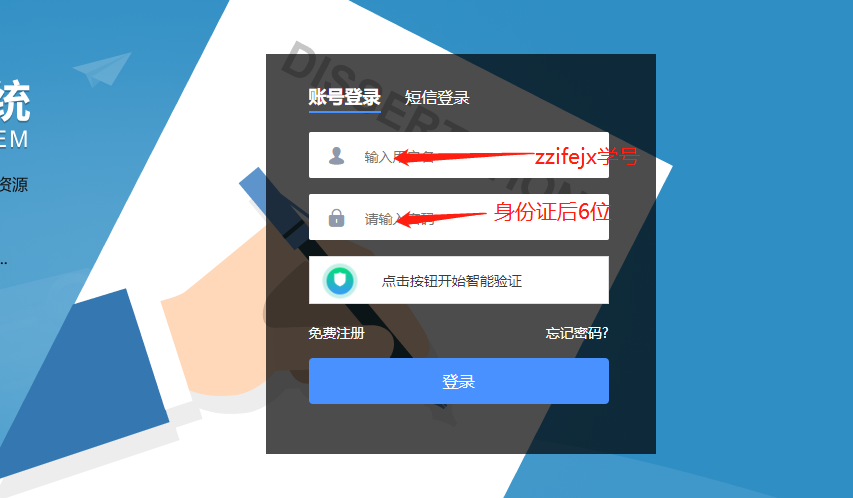 统
EM
资源
..
DISSERT
账号登录 短信登录
zzifejx学号
身份证后6位
点击按钮开始智能验证
免费注册 忘记密码?
登录